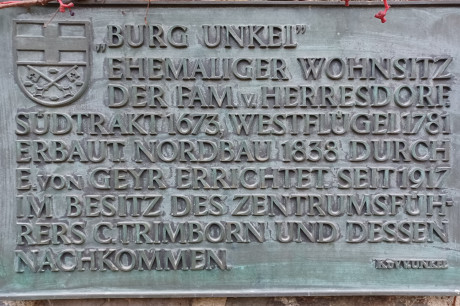 „BURG UNKEL"
EHEMALIGER WOHNSITZ
DER FAM. v. HERRESDORF.
SÜDTRAKT 1673, WESTFLÜGEL 1781
ERBAUT. NORDBAU 1838 DURCH
E. VON GEYR ERRICHTET. SEIT 1917
IM BESITZ DES ZENTRUMSFÜH-
RERS C. TRIMBORN UND DESSEN
NACHKOMMEN.